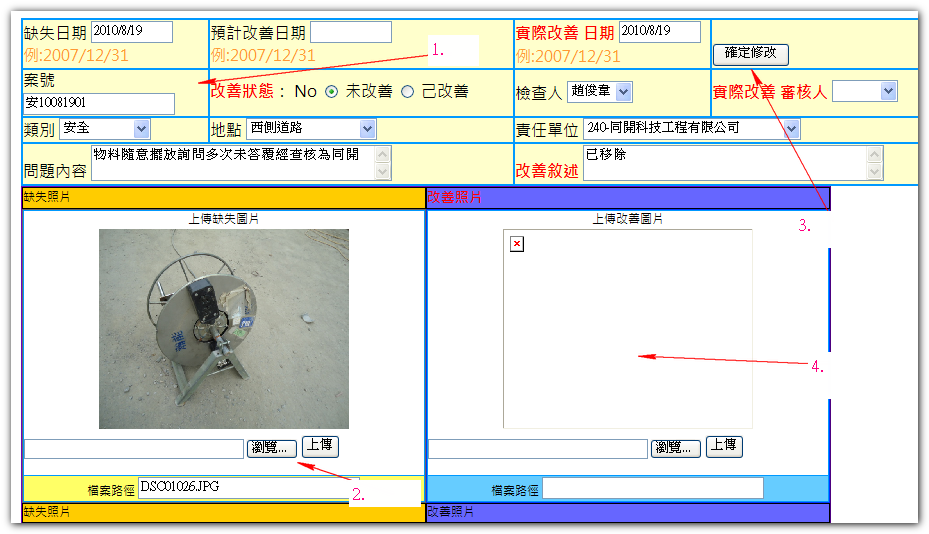 缺失日期 2010/8/19 預計改善日期 實際改善 日期 2010/8/19
例:2007/12/31 例:2007/12/31 例:2007/12/31 確定修改
1.
案號
安10081901 改善狀態： No 未改善 己改善 檢查人 趙俊韋 實際改善 審核人
類別 安全 地點 西側道路 責任單位 240-同開科技工程有限公司
問題內容 物料隨意擺放詢問多次未答覆經查核為同開 改善敘述 已移除
缺失照片 改善照片
上傳缺失圖片 上傳改善圖片
3.
4.
瀏覽... 上傳 瀏覽... 上傳
2.
檔案路徑 DSC01026.JPG 檔案路徑
缺失照片 改善照片